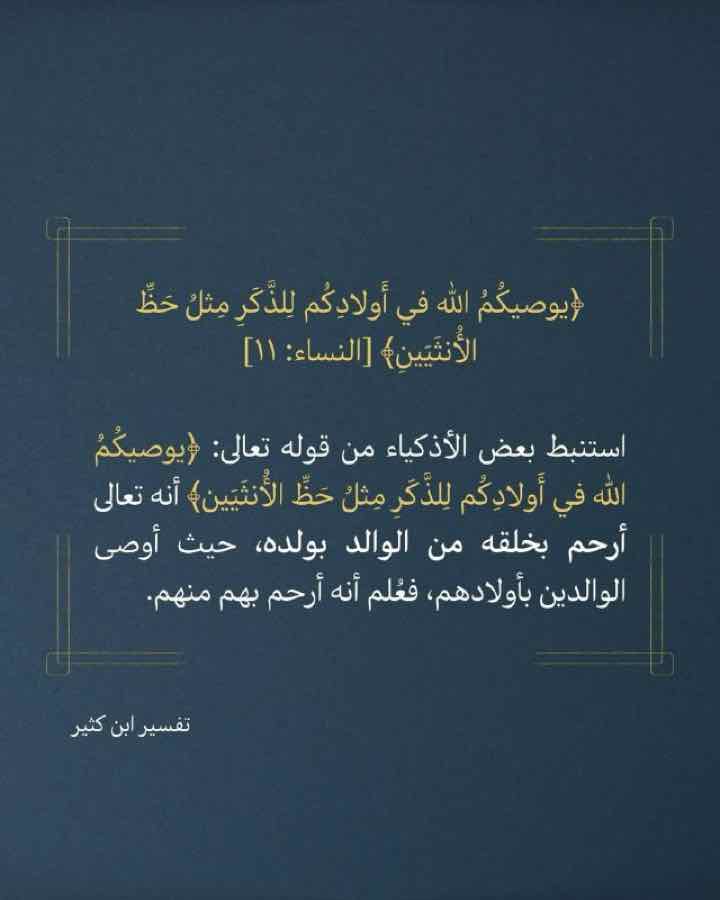 ﴿يوصيكُمُ الله في أَولادِكُم لِلذَّكَرِ مِثلُ حَظِّ
الأُنثَيَينِ﴾ [النساء: ١١]
استنبط بعض الأذكياء من قوله تعالى: ﴿يوصيكُمُ
الله في أَولادِكُم لِلذَّكَرِ مِثلُ حَظِّ الأُنثَيَين﴾ أنه تعالى
أرحم بخلقه من الوالد بولده، حيث أوصى
الوالدين بأولادهم، فعُلم أنه أرحم بهم منهم.
تفسير ابن كثير